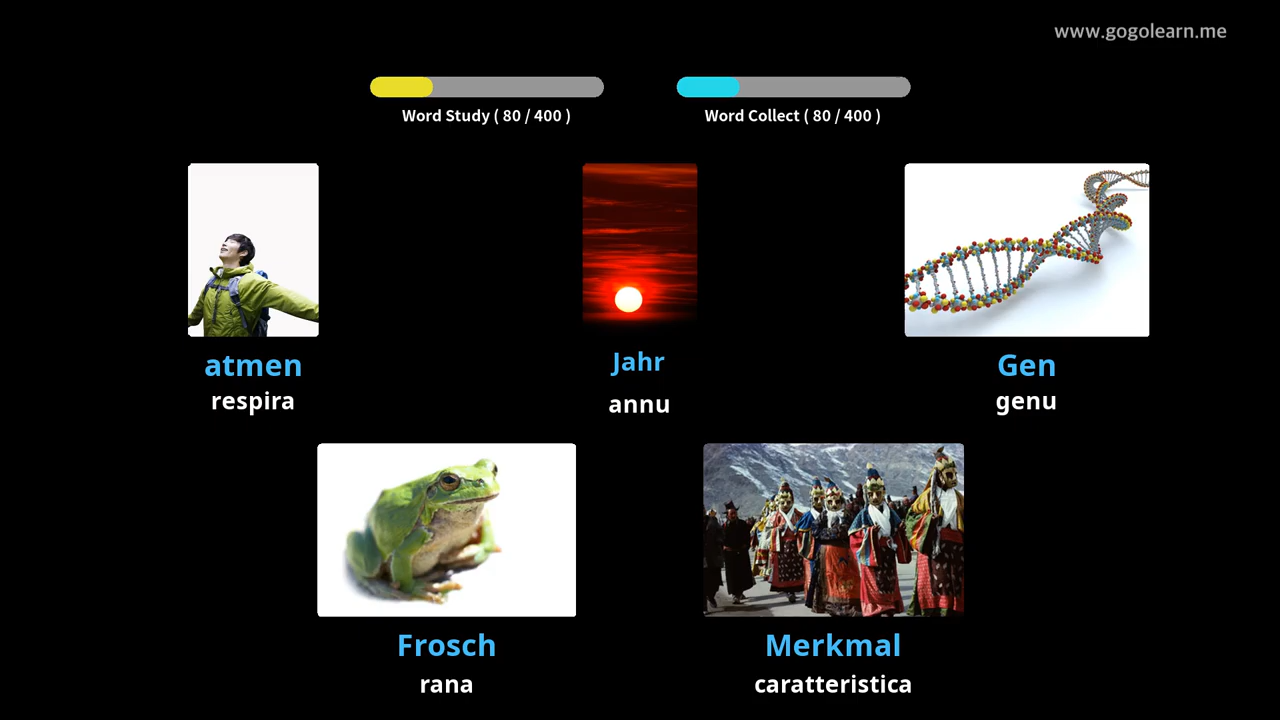 www.gogolearn.me
Word Study ( 80 / 400 )
Word Collect ( 80 / 400 )
atmen
respira
Jahr
annu
Gen
genu
Frosch
rana
Merkmal
caratteristica